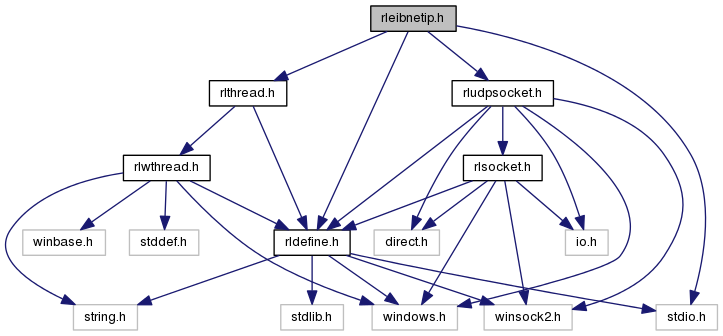 rleibnetip.h
rlthread.h
rludpsocket.h
rlwthread.h
rlsocket.h
winbase.h
stddef.h
rldefine.h
direct.h
io.h
string.h
stdlib.h
windows.h
winsock2.h
stdio.h